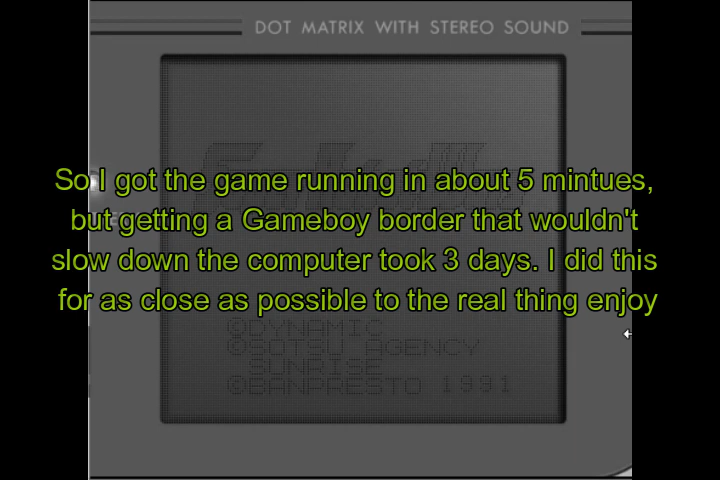 DOT MATRIX WITH STEREO SOUND
So I got the game running in about 5 mintues,
but getting a Gameboy border that wouldn't
slow down the computer took 3 days. I did this
for as close as possible to the real thing enjoy
©DYNAMIC
©SOTSU AGENCY
SUNRISE
©BANPRESTO 1991